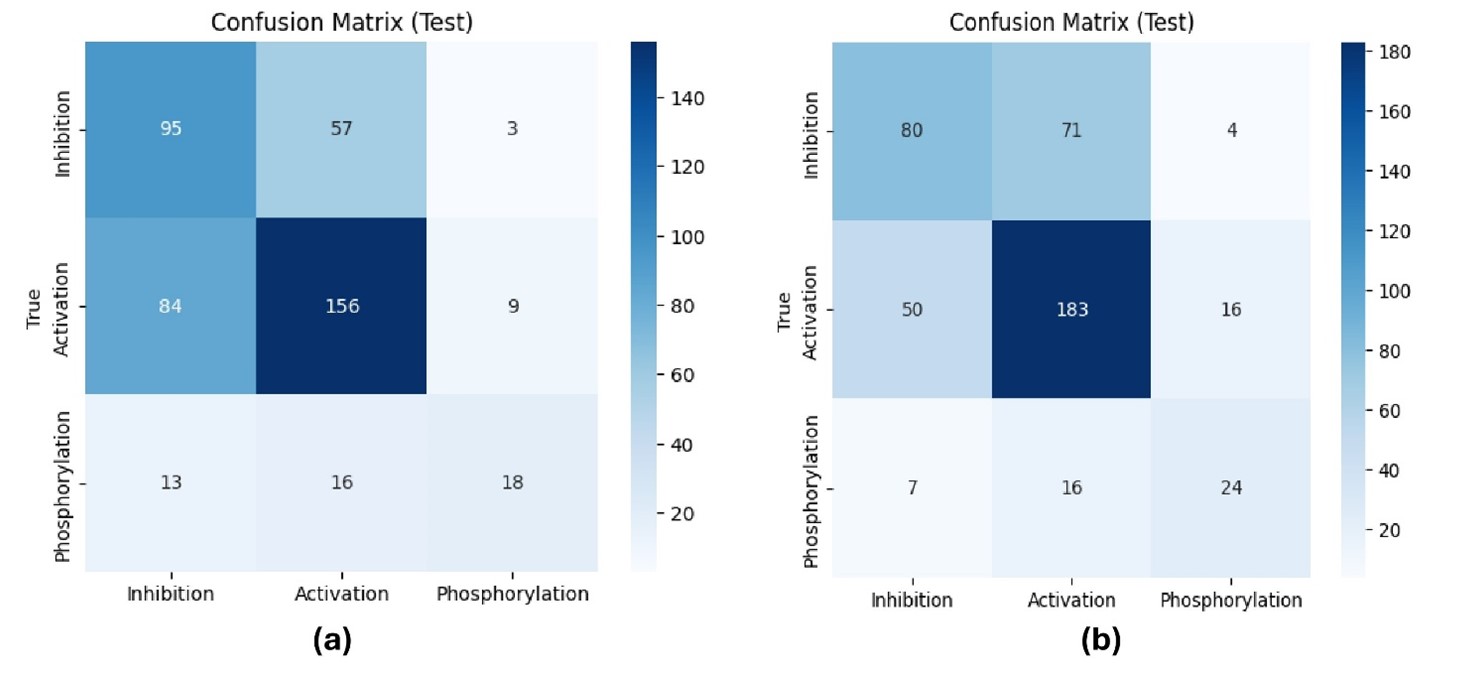 Confusion Matrix (Test)
Inhibition
True
Activation
Phosphorylation
95 57 3
84 156 9
13 16 18
Inhibition Activation Phosphorylation
140
120
100
80
60
40
20
(a)
Confusion Matrix (Test)
Inhibition
True
Activation
Phosphorylation
80 71 4
50 183 16
7 16 24
Inhibition Activation Phosphorylation
180
160
140
120
100
80
60
40
20
(b)